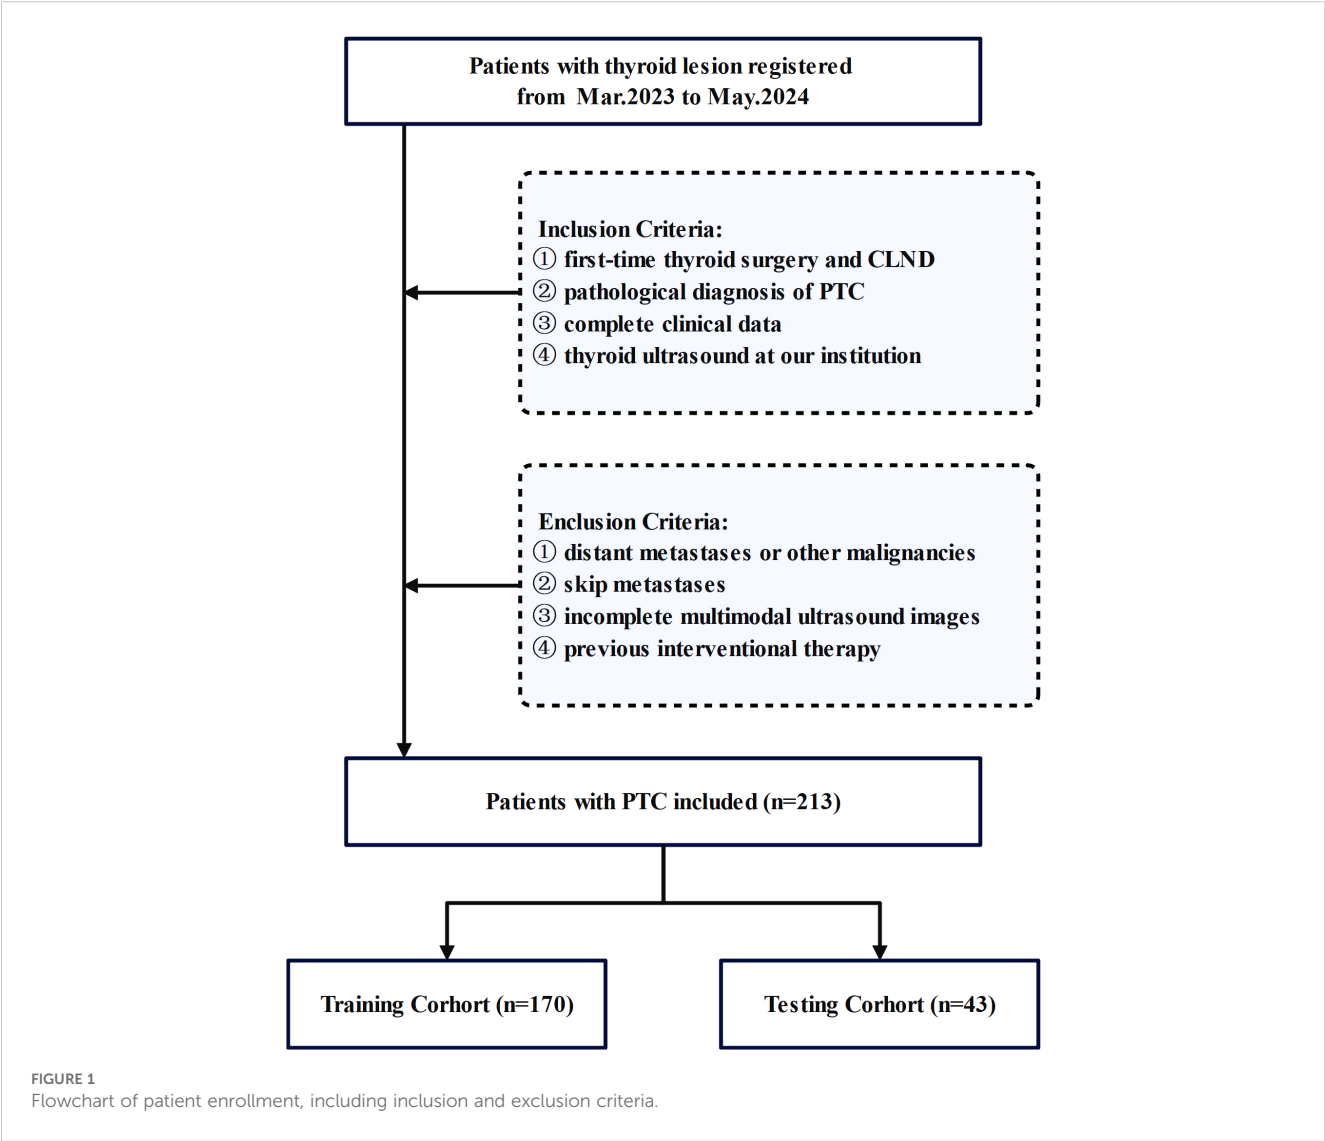 Patients with thyroid lesion registered
from Mar.2023 to May.2024
Inclusion Criteria:
① first-time thyroid surgery and CLND
② pathological diagnosis of PTC
③ complete clinical data
④ thyroid ultrasound at our institution
Enclusion Criteria:
① distant metastases or other malignancies
② skip metastases
③ incomplete multimodal ultrasound images
④ previous interventional therapy
Patients with PTC included (n=213)
Training Corhort (n=170)
Testing Corhort (n=43)
FIGURE 1
Flowchart of patient enrollment, including inclusion and exclusion criteria.